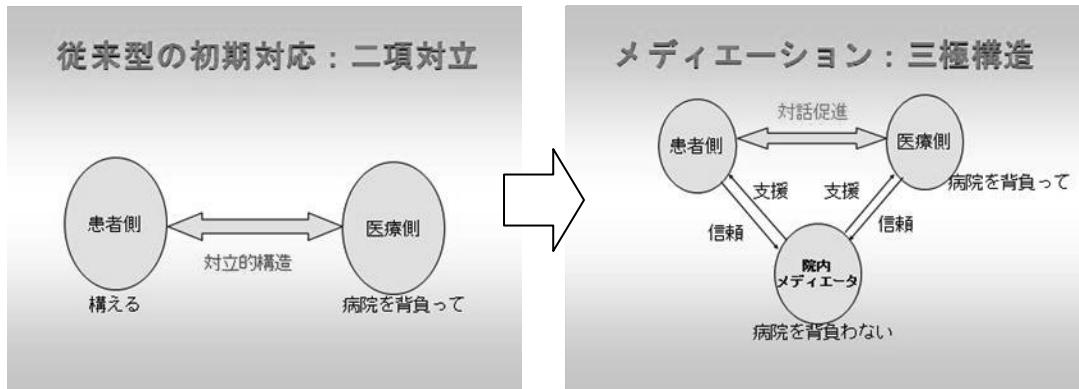 従来型の初期対応：二項対立
患者側
医療側
対立的構造
構える
病院を背負って
メディエーション：三極構造
対話促進
患者側
医療側
病院を背負って
支援
支援
信頼
信頼
院内
メディエータ
病院を背負わない